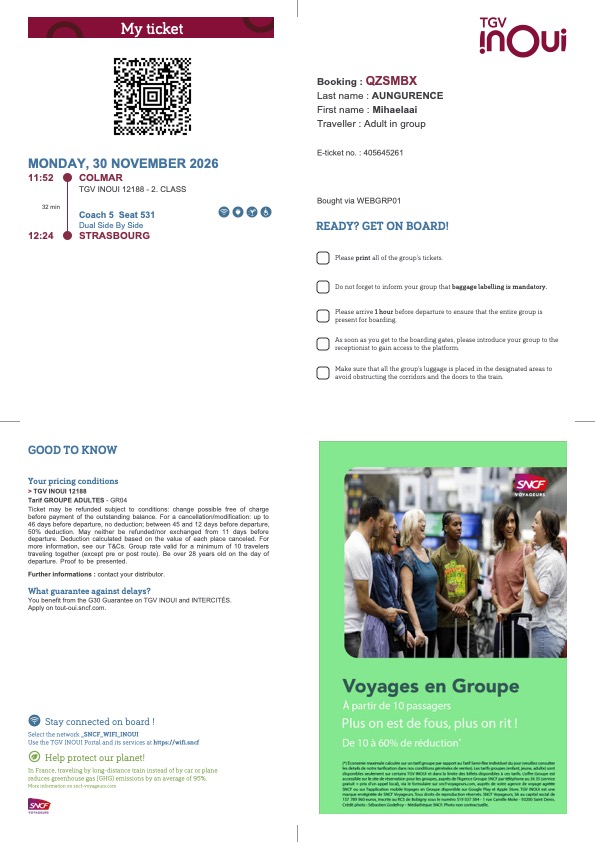 My ticket
TGV
INOUI
Booking : QZSMBX
Last name : AUNGURENCE
First name : Mihaelaai
Traveller : Adult in group
E-ticket no. : 405645261
Bought via WEBGRP01
MONDAY, 30 NOVEMBER 2026
11:52 COLMAR
TGV INOUI 12188 - 2. CLASS
32 min
Coach 5 Seat 531
Dual Side By Side
12:24 STRASBOURG
READY? GET ON BOARD!
Please print all of the group's tickets.
Do not forget to inform your group that baggage labelling is mandatory.
Please arrive 1 hour before departure to ensure that the entire group is
present for boarding.
As soon as you get to the boarding gates, please introduce your group to the
receptionist to gain access to the platform.
Make sure that all the group's luggage is placed in the designated areas to
avoid obstructing the corridors and the doors to the train.
GOOD TO KNOW
Your pricing conditions
> TGV INOUI 12188
Tarif GROUPE ADULTES - GR04
Ticket may be refunded subject to conditions: change possible free of charge
before payment of the outstanding balance. For a cancellation/modification: up to
46 days before departure, no deduction; between 45 and 12 days before departure,
50% deduction. May neither be refunded/nor exchanged from 11 days before
departure. Deduction calculated based on the value of each place canceled. For
more information, see our T&Cs. Group rate valid for a minimum of 10 travelers
traveling together (except pre or post route). Be over 28 years old on the day of
departure. Proof to be presented.
Further informations : contact your distributor.
What guarantee against delays?
You benefit from the G30 Guarantee on TGV INOUI and INTERCITÉS.
Apply on tout-oui.sncf.com.
Stay connected on board !
Select the network _SNCF_WIFI_INOUI
Use the TGV INOUI Portal and its services at https://wifi.sncf
Help protect our planet!
In France, traveling by long-distance train instead of by car or plane
reduces greenhouse gas (GHG) emissions by an average of 95%.
More information on sncf-voyageurs.com
SNCF
SNCF
VOYAGEURS
Voyages en Groupe
À partir de 10 passagers
Plus on est de fous, plus on rit !
De 10 à 60% de réduction*